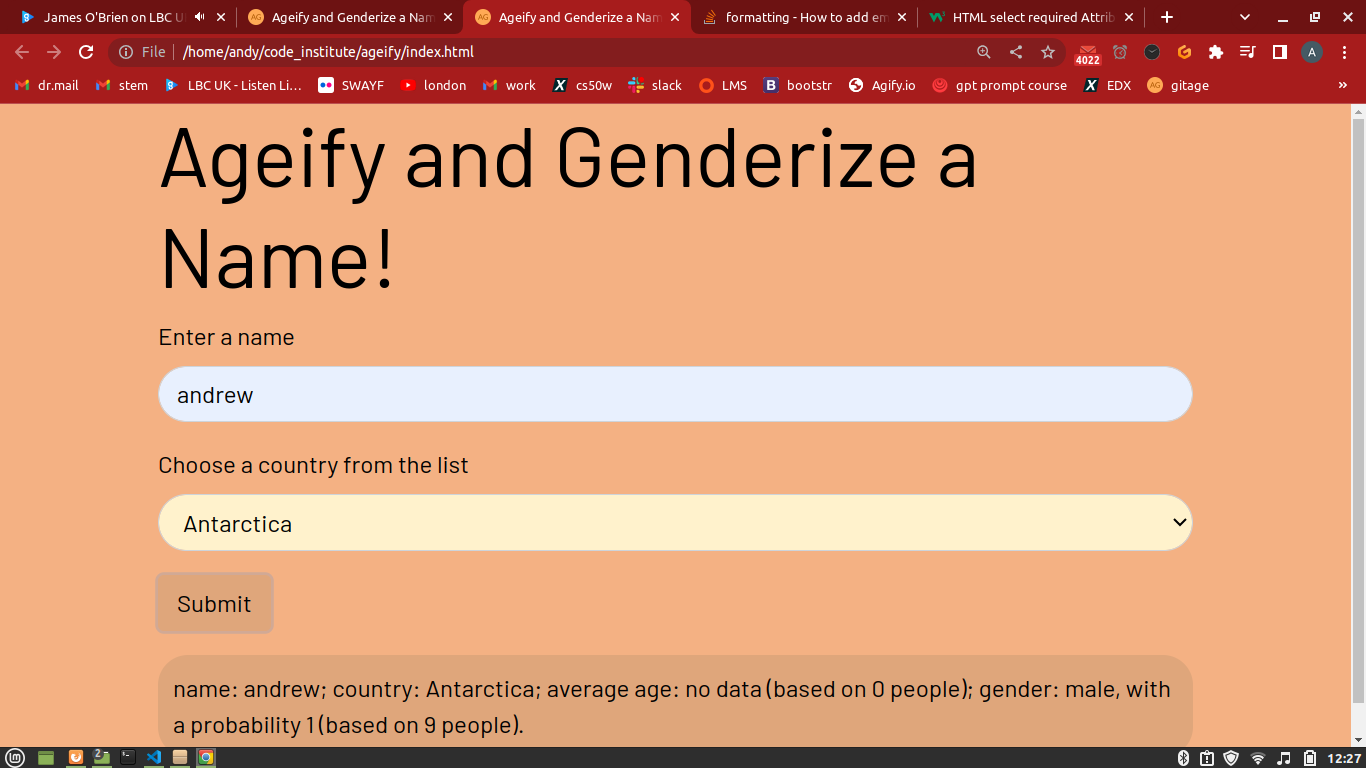 James O'Brien on LBC U
Ageify and Genderize a Nam
Ageify and Genderize a Nam
formatting - How to add em
HTML select required Attrib
File
/home/andy/code_institute/ageify/index.html
4022
A
dr.mail
stem
LBC UK - Listen Li...
SWAYF
london
work
cs50w
slack
LMS
bootstr
Agify.io
gpt prompt course
EDX
AG
gitage
»
Ageify and Genderize a
Name!
Enter a name
andrew
Choose a country from the list
Antarctica
Submit
name: andrew; country: Antarctica; average age: no data (based on 0 people); gender: male, with
a probability 1 (based on 9 people).
2
12:27